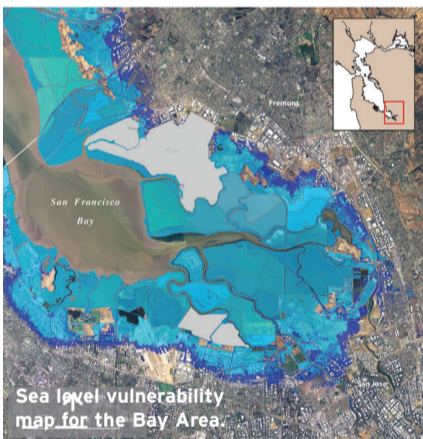 Fremont
San Francisco
Bay
San Jose
Sea level vulnerability
map for the Bay Area.